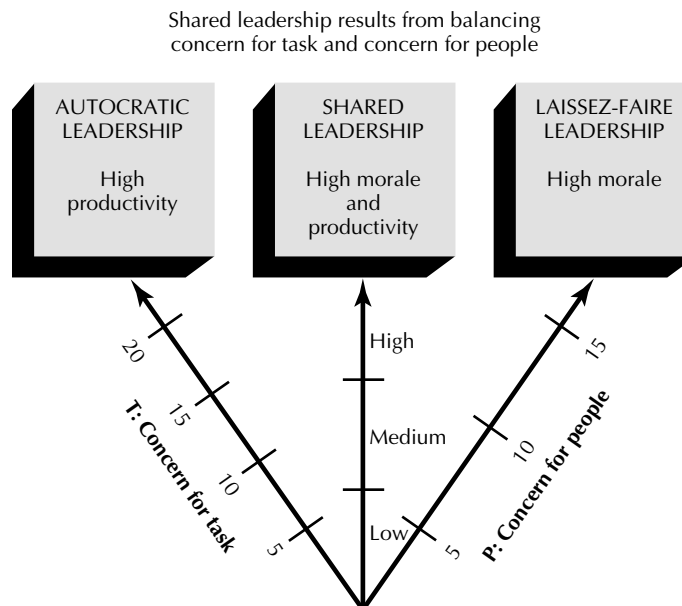 Shared leadership results from balancing
concern for task and concern for people
AUTOCRATIC
LEADERSHIP
High
productivity
SHARED
LEADERSHIP
High morale
and
productivity
LAISSEZ-FAIRE
LEADERSHIP
High morale
20
15
10
5
T: Concern for task
High
Medium
Low
15
10
5
P: Concern for people